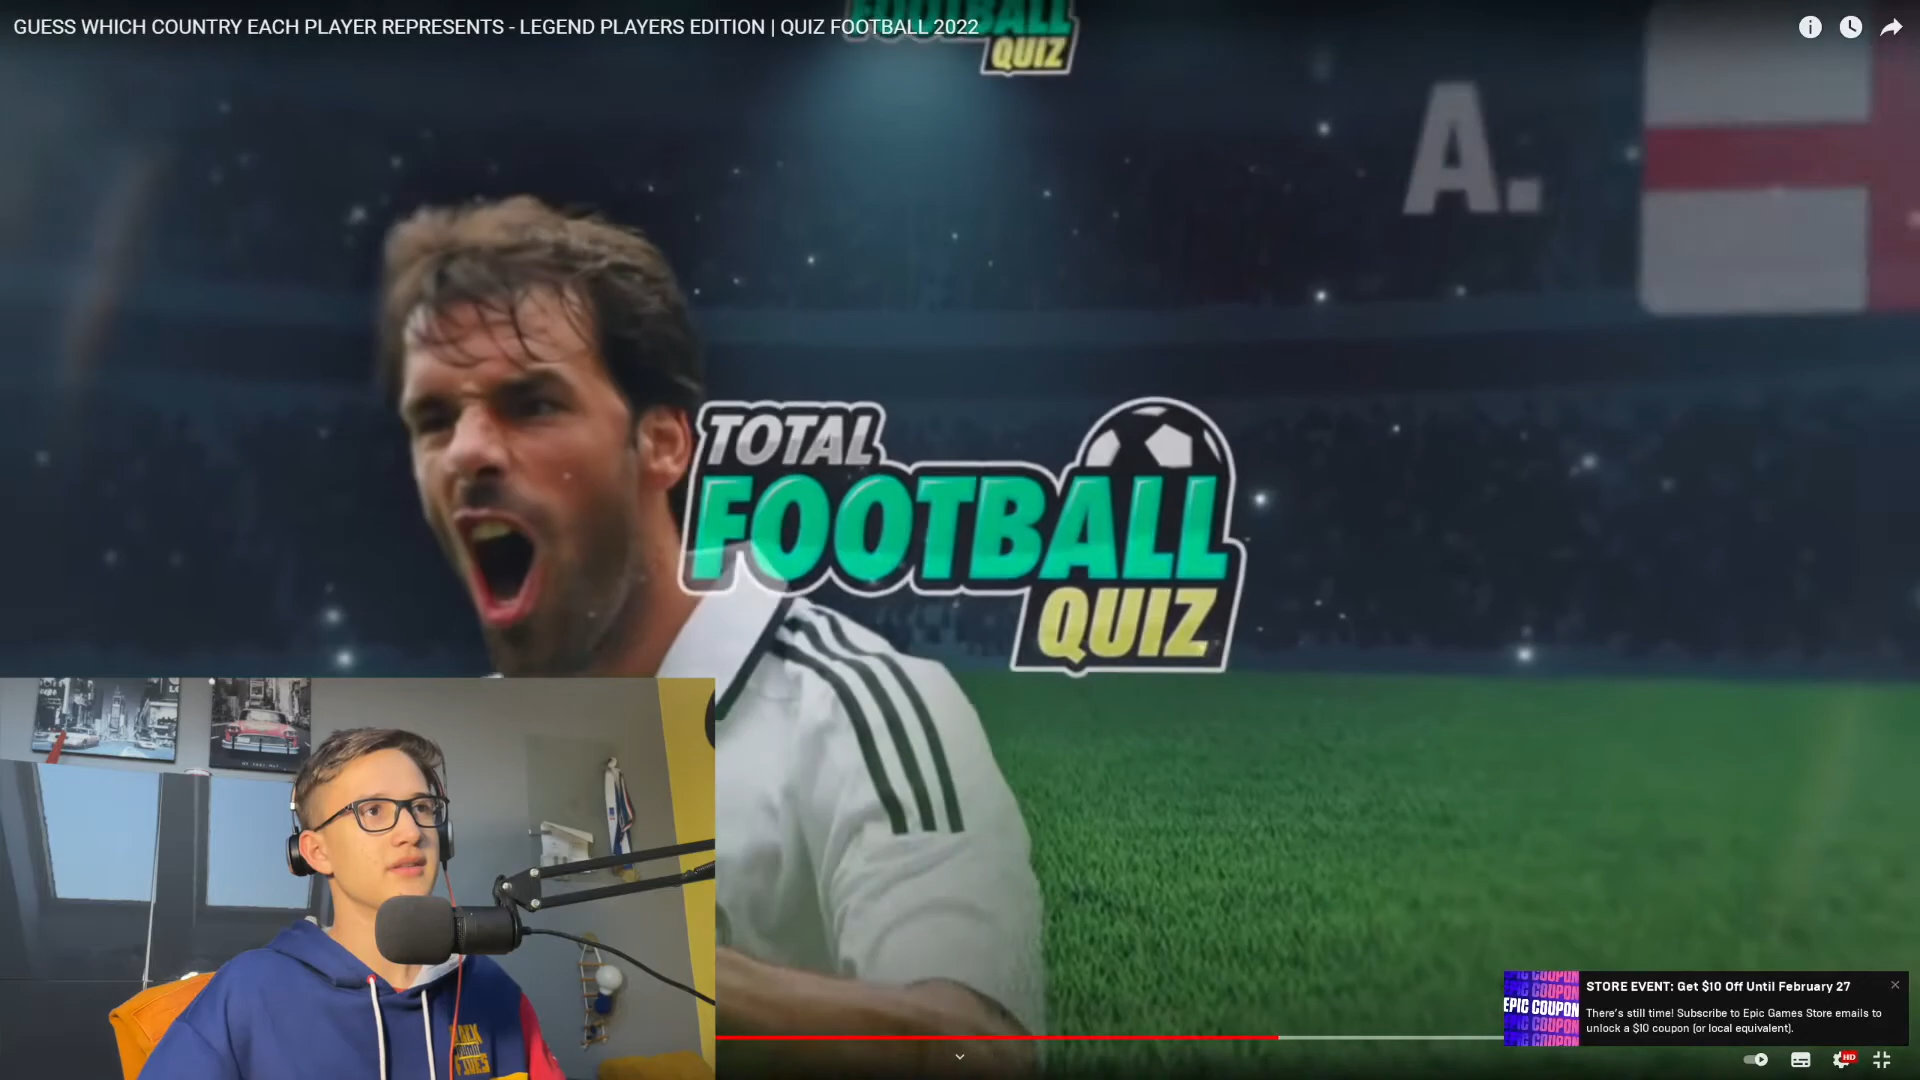 GUESS WHICH COUNTRY EACH PLAYER REPRESENTS - LEGEND PLAYERS EDITION | QUIZ FOOTBALL 2022
FOOTBALL
QUIZ
A.
TOTAL
FOOTBALL
QUIZ
EPIC COUPON
STORE EVENT: Get $10 Off Until February 27
There's still time! Subscribe to Epic Games Store emails to
unlock a $10 coupon (or local equivalent).
HD